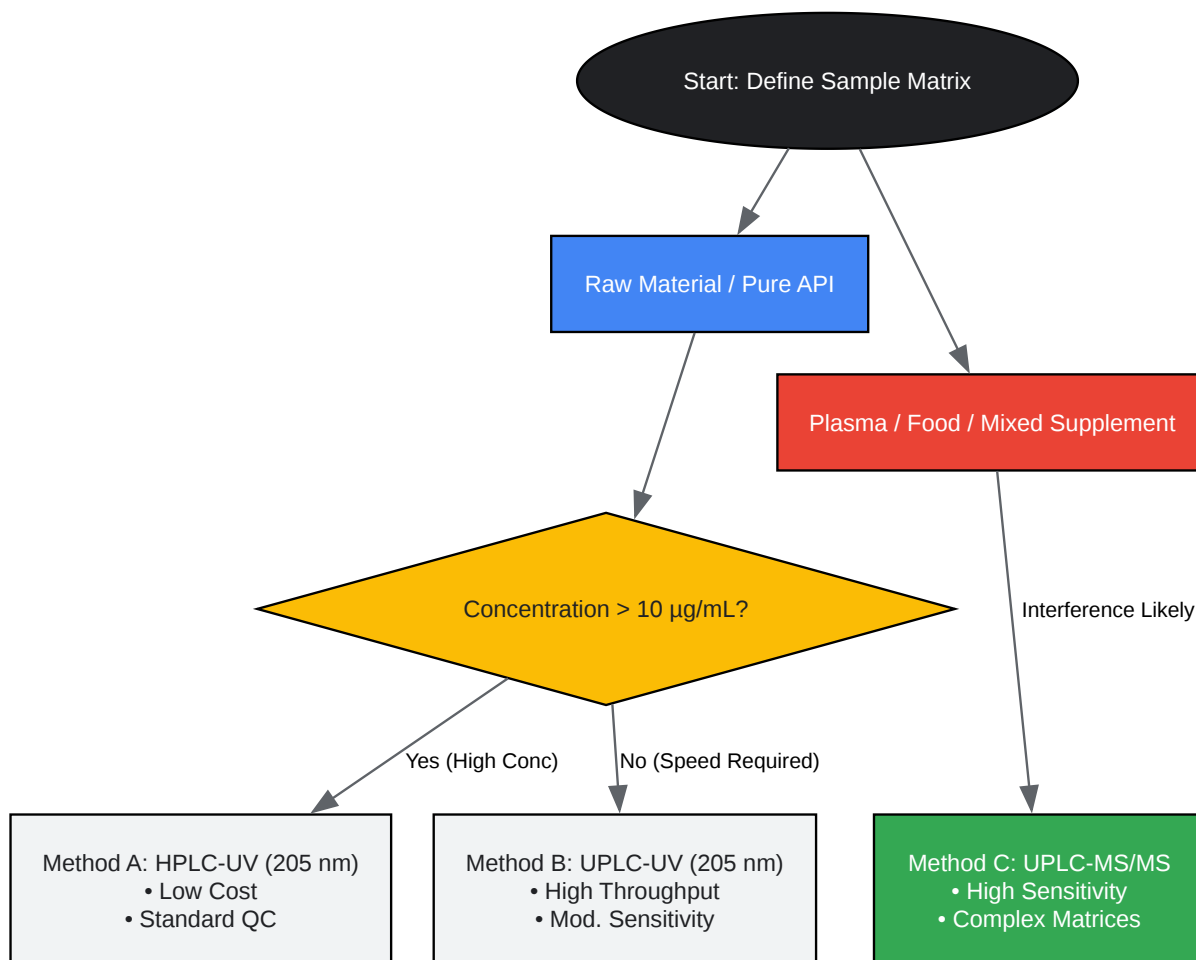 Start: Define Sample Matrix
Raw Material / Pure API
Plasma / Food / Mixed Supplement
Concentration > 10 µg/mL?
Interference Likely
Yes (High Conc)
No (Speed Required)
Method A: HPLC-UV (205 nm)
• Low Cost
• Standard QC
Method B: UPLC-UV (205 nm)
• High Throughput
• Mod. Sensitivity
Method C: UPLC-MS/MS
• High Sensitivity
• Complex Matrices